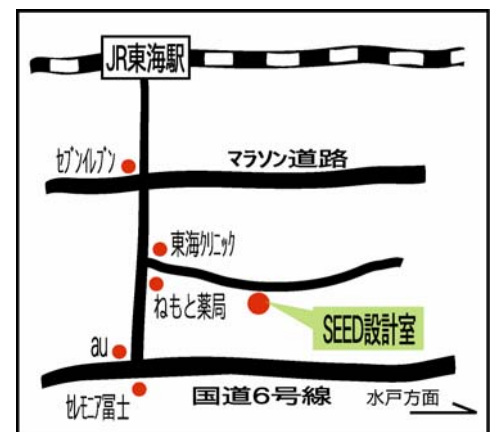 JR東海駅
セブンイレブン
マラソン道路
東海クリニック
ねもと薬局
SEED設計室
au
国道6号線
水戸方面
セレモニア冨士